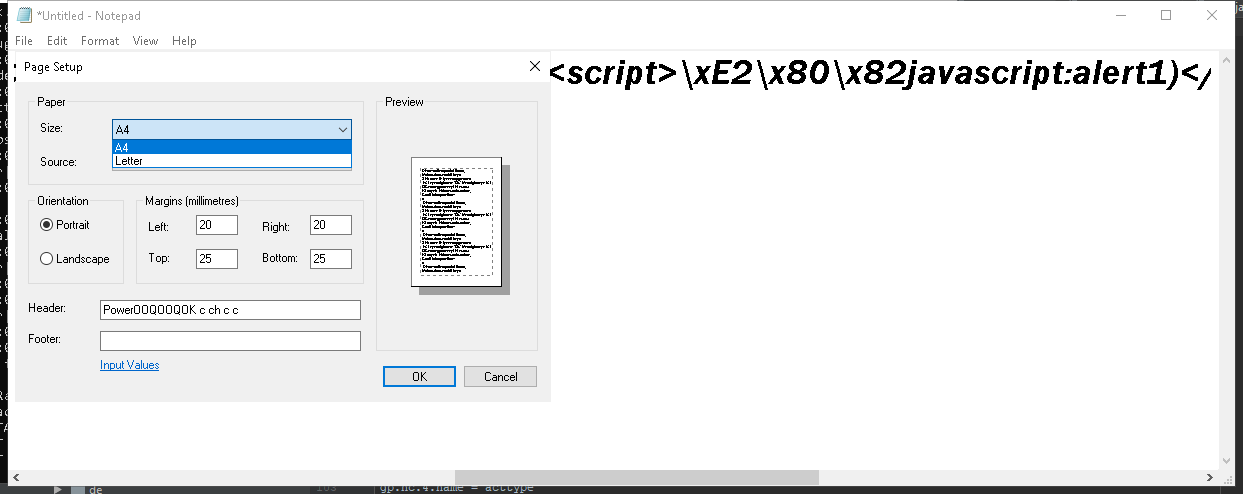 *Untitled - Notepad
File Edit Format View Help
Page Setup
<script>\xE2\x80\x82javascript:alert1)</
Paper
Preview
Size:
A4
A4
Letter
Source:
Orientation
Margins (millimetres)
Portrait
Left: 20 Right: 20
Landscape
Top: 25 Bottom: 25
Header: PowerOOQOOQOK c ch c c
Footer:
Input Values
OK Cancel
de
gp.nc.4.name = acctype